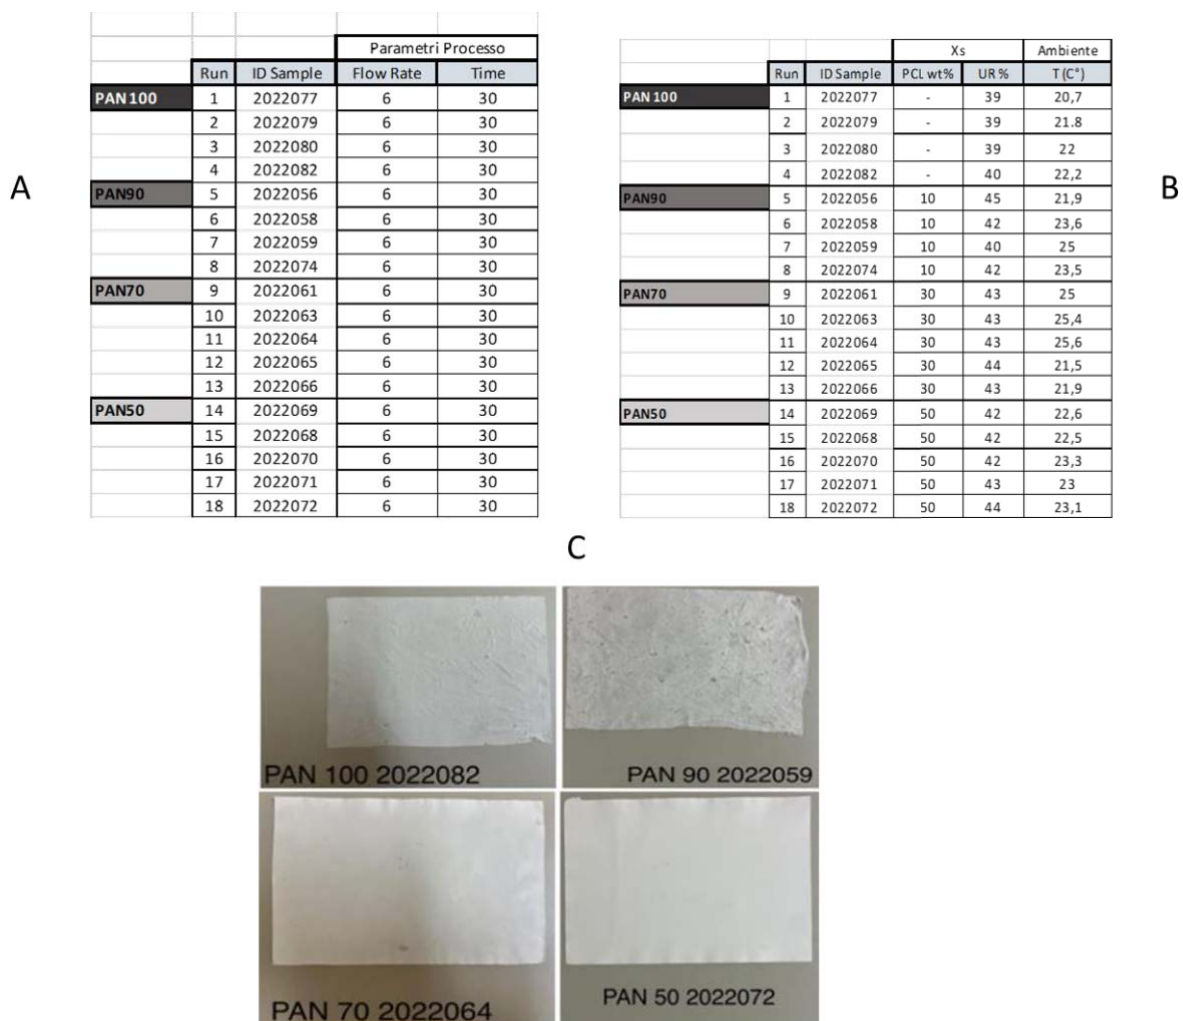 Parametri Processo
Run ID Sample Flow Rate Time
PAN 100 1 2022077 6 30
2 2022079 6 30
3 2022080 6 30
4 2022082 6 30
PAN90 5 2022056 6 30
6 2022058 6 30
7 2022059 6 30
8 2022074 6 30
PAN70 9 2022061 6 30
10 2022063 6 30
11 2022064 6 30
12 2022065 6 30
13 2022066 6 30
PAN50 14 2022069 6 30
15 2022068 6 30
16 2022070 6 30
17 2022071 6 30
18 2022072 6 30
A
Xs Ambiente
Run ID Sample PCL wt% UR % T (C°)
PAN 100 1 2022077 - 39 20,7
2 2022079 - 39 21.8
3 2022080 - 39 22
4 2022082 - 40 22,2
PAN90 5 2022056 10 45 21,9
6 2022058 10 42 23,6
7 2022059 10 40 25
8 2022074 10 42 23,5
PAN70 9 2022061 30 43 25
10 2022063 30 43 25,4
11 2022064 30 43 25,6
12 2022065 30 44 21,5
13 2022066 30 43 21,9
PAN50 14 2022069 50 42 22,6
15 2022068 50 42 22,5
16 2022070 50 42 23,3
17 2022071 50 43 23
18 2022072 50 44 23,1
B
C
PAN 100 2022082
PAN 90 2022059
PAN 70 2022064
PAN 50 2022072